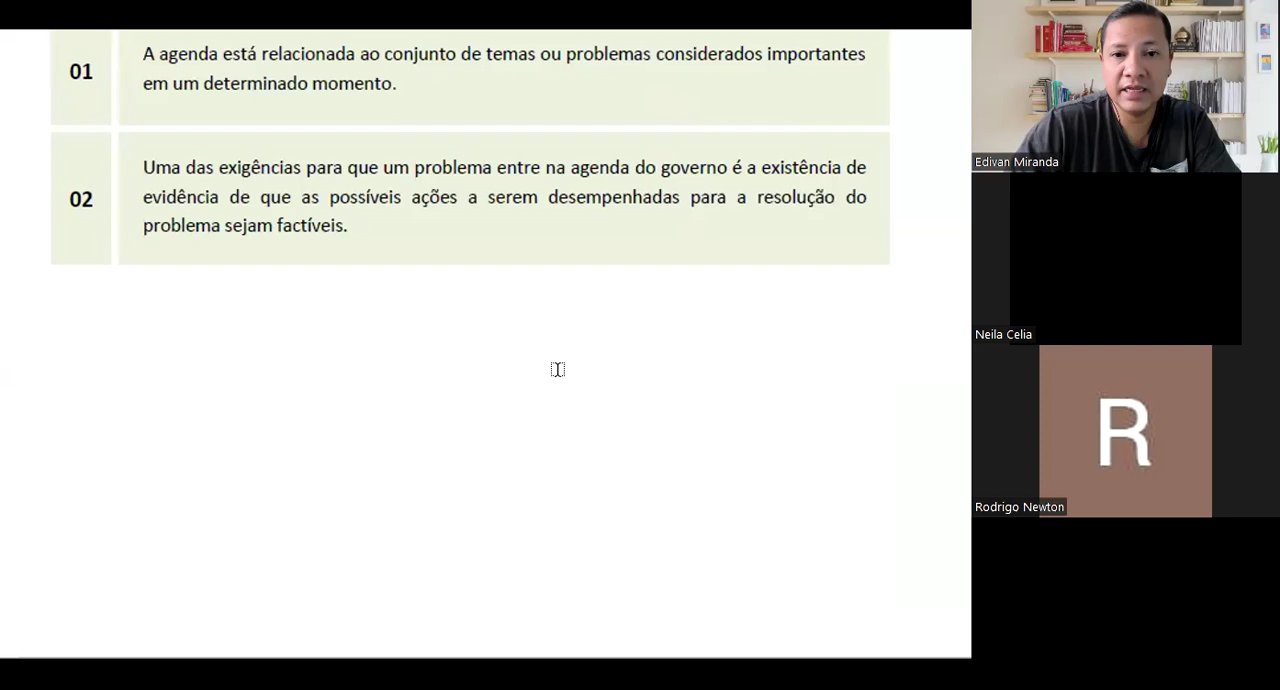 01
A agenda está relacionada ao conjunto de temas ou problemas considerados importantes
em um determinado momento.
02
Uma das exigências para que um problema entre na agenda do governo é a existência de
evidência de que as possíveis ações a serem desempenhadas para a resolução do
problema sejam factíveis.
Edivan Miranda
Neila Celia
R
Rodrigo Newton